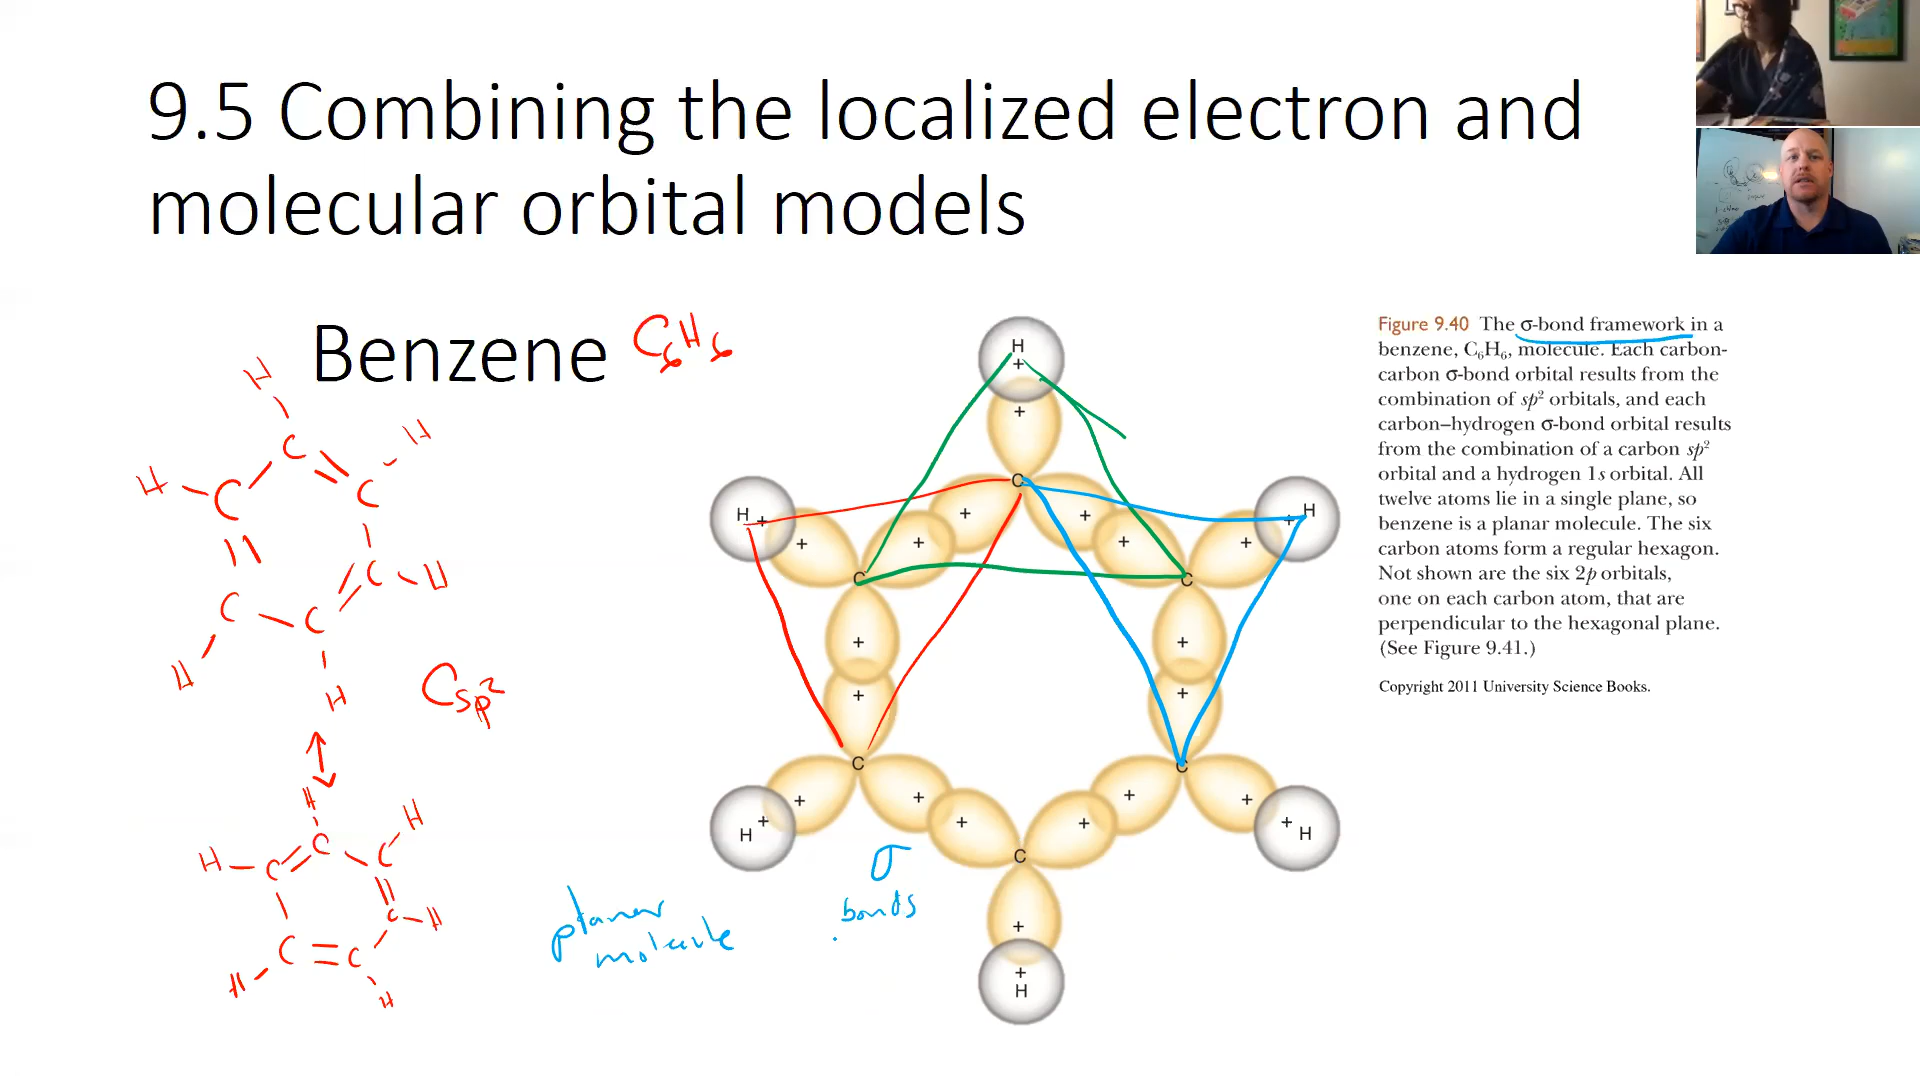 9.5 Combining the localized electron and
molecular orbital models
Benzene C6H6
Figure 9.40 The σ-bond framework in a
benzene, C₆H₆, molecule. Each carbon-
carbon σ-bond orbital results from the
combination of sp² orbitals, and each
carbon–hydrogen σ-bond orbital results
from the combination of a carbon sp²
orbital and a hydrogen 1s orbital. All
twelve atoms lie in a single plane, so
benzene is a planar molecule. The six
carbon atoms form a regular hexagon.
Not shown are the six 2p orbitals,
one on each carbon atom, that are
perpendicular to the hexagonal plane.
(See Figure 9.41.)
Copyright 2011 University Science Books.
H
H
C
H
C
C
C
H
C
C
H
H
Csp²
H
H
H
C
C
C
C
H
C
C
H
H
H
+
+
C
H
+
+
+
+
+
+
+
+
H
C
C
+
+
+
+
C
C
+
+
+
+
+
+
H
+
+
H
C
+
+
H
σ
bonds
planar
molecule